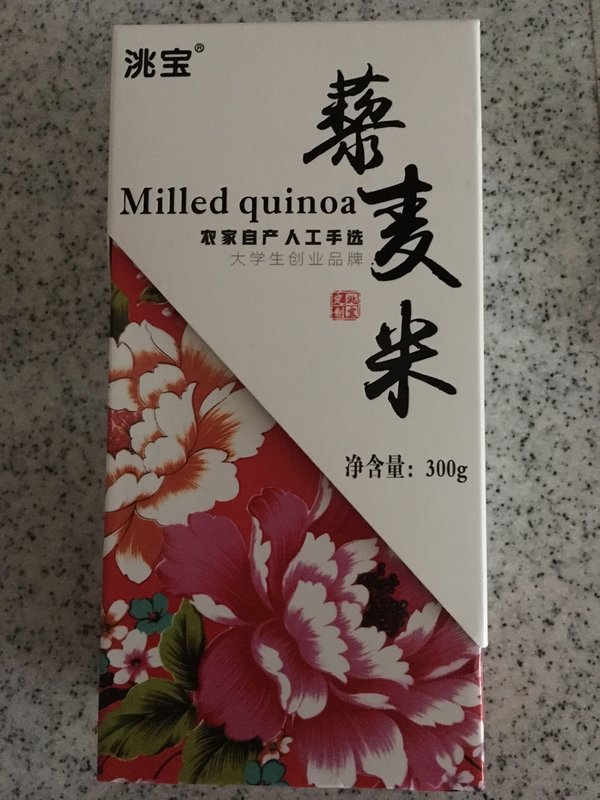 洮宝®
藜麦米
Milled quinoa
农家自产人工手选
大学生创业品牌
净含量：300g